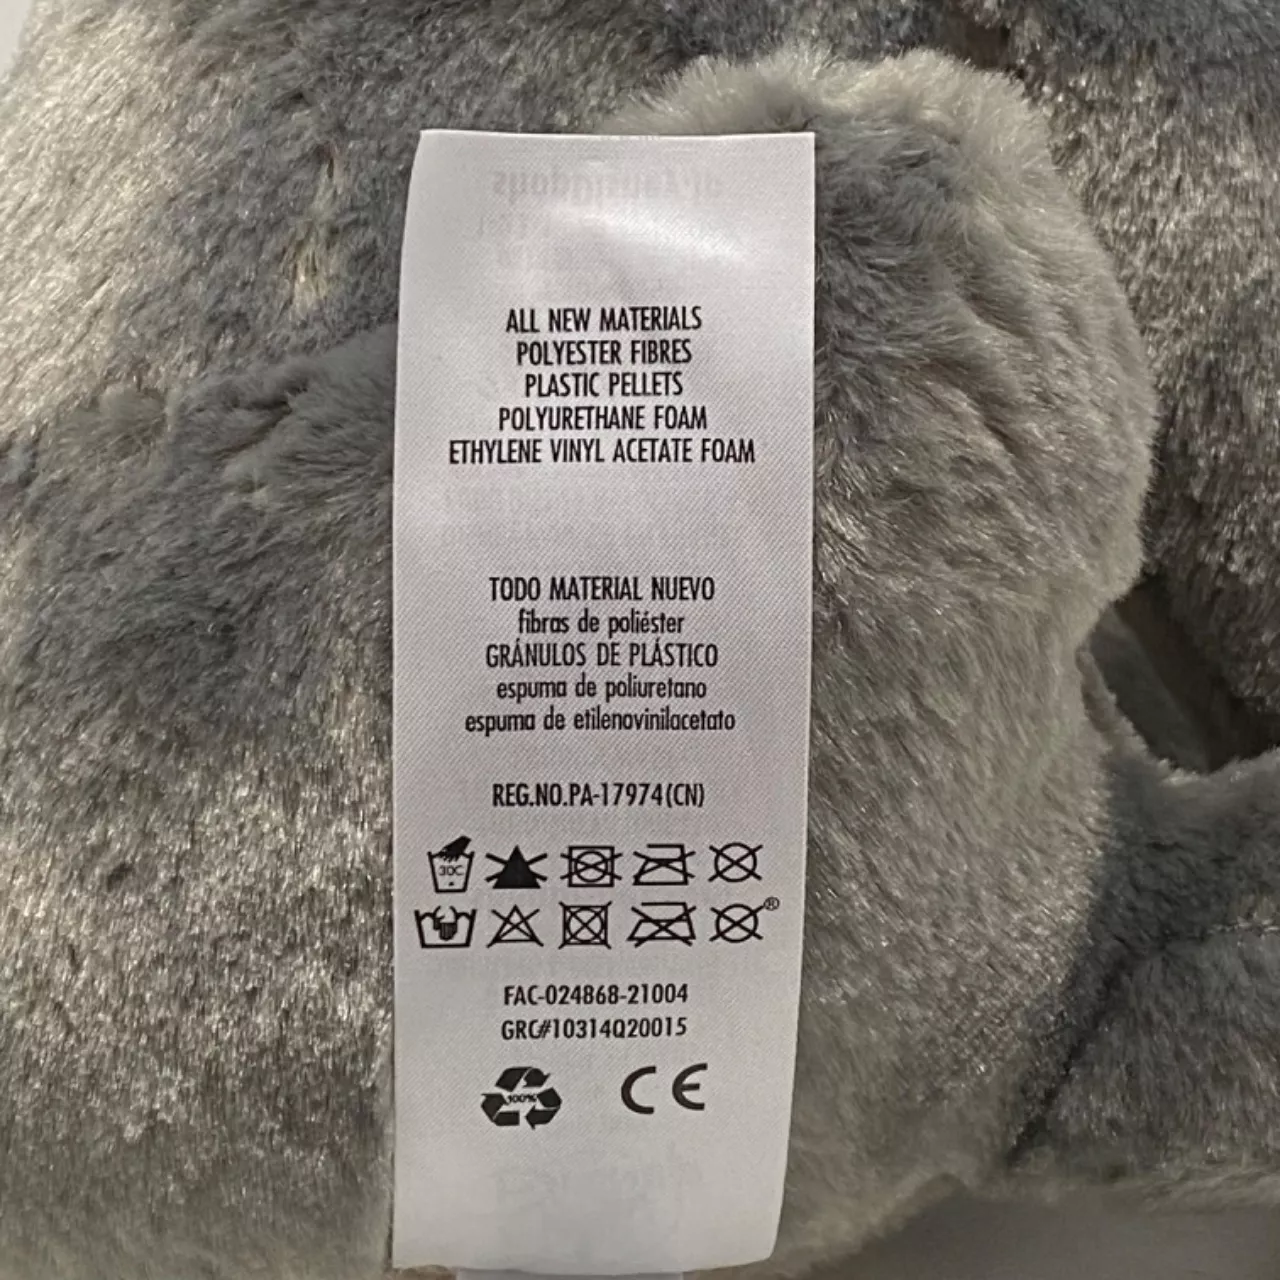 ALL NEW MATERIALS
POLYESTER FIBRES
PLASTIC PELLETS
POLYURETHANE FOAM
ETHYLENE VINYL ACETATE FOAM
TODO MATERIAL NUEVO
fibras de poliéster
GRÁNULOS DE PLÁSTICO
espuma de poliuretano
espuma de etilenovinilacetato
REG.NO.PA-17974(CN)
30C
®
FAC-024868-21004
GRC#10314Q20015
100%
CE